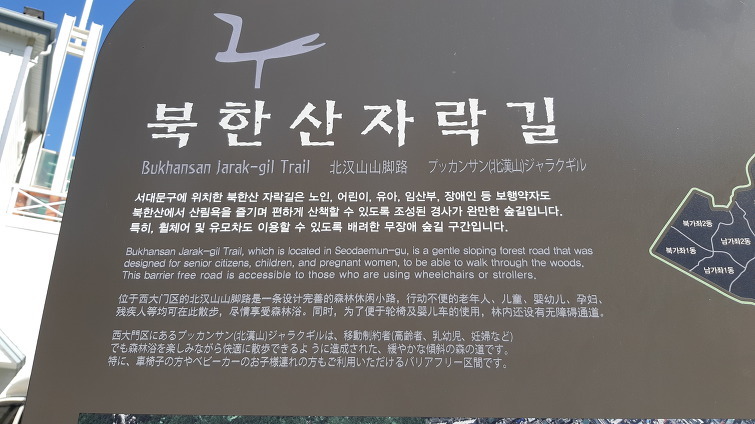 북한산자락길
Bukhansan Jarak-gil Trail 北汉山山脚路 プッカンサン(北漢山)ジャラクギル
서대문구에 위치한 북한산 자락길은 노인, 어린이, 유아, 임산부, 장애인 등 보행약자도
북한산에서 산림욕을 즐기며 편하게 산책할 수 있도록 조성된 경사가 완만한 숲길입니다.
특히, 휠체어 및 유모차도 이용할 수 있도록 배려한 무장애 숲길 구간입니다.
Bukhansan Jarak-gil Trail, which is located in Seodaemun-gu, is a gentle sloping forest road that was
designed for senior citizens, children, and pregnant women, to be able to walk through the woods.
This barrier free road is accessible to those who are using wheelchairs or strollers.
位于西大门区的北汉山山脚路是一条设计完善的森林休闲小路，行动不便的老年人、儿童、婴幼儿、孕妇、
残疾人等均可在此散步，尽情享受森林浴。同时，为了便于轮椅及婴儿车的使用，林内还设有无障碍通道。
西大門区にあるプッカンサン(北漢山)ジャラクギルは、移動制約者(高齢者、乳幼児、妊婦など)
でも森林浴を楽しみながら快適に散歩できるように造成された、緩やかな傾斜の森の道です。
特に、車椅子の方やベビーカーのお子様連れの方もご利用いただけるバリアフリー区間です。
북가좌2동
북가좌1동
남가좌2동
남가좌1동